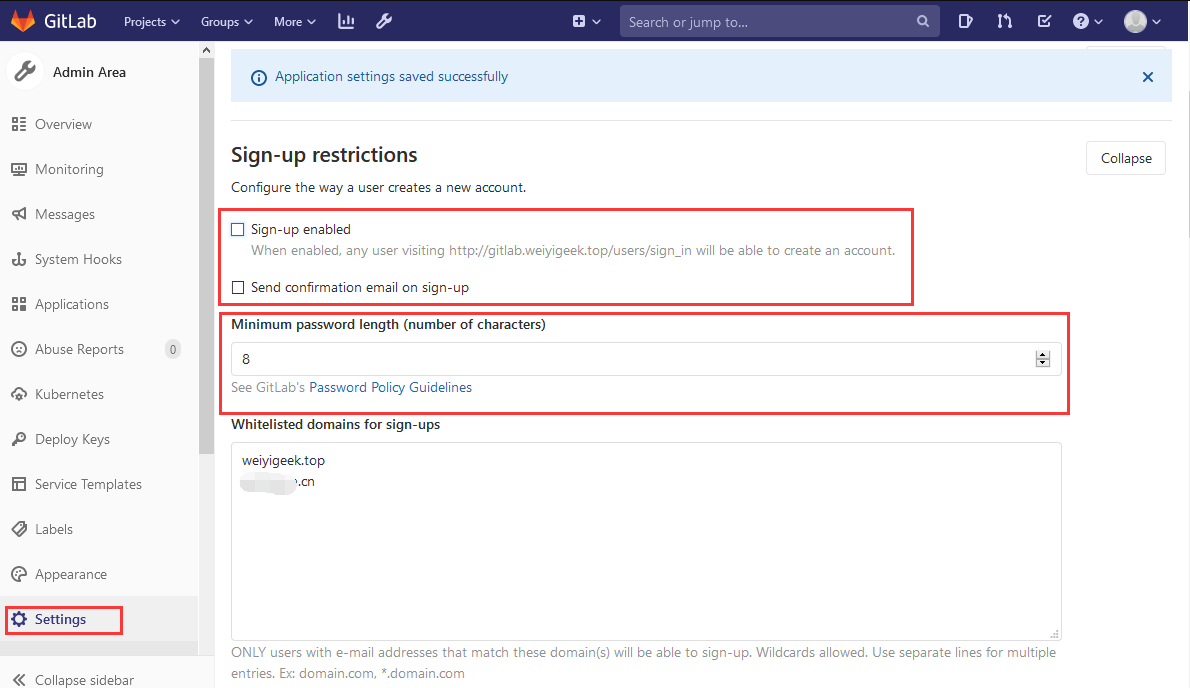 GitLab Projects Groups More Search or jump to...
Admin Area
Overview
Monitoring
Messages
System Hooks
Applications
Abuse Reports 0
Kubernetes
Deploy Keys
Service Templates
Labels
Appearance
Settings
Collapse sidebar
Application settings saved successfully
Sign-up restrictions
Collapse
Configure the way a user creates a new account.
Sign-up enabled
When enabled, any user visiting http://gitlab.weiyigeek.top/users/sign_in will be able to create an account.
Send confirmation email on sign-up
Minimum password length (number of characters)
8
See GitLab's Password Policy Guidelines
Whitelisted domains for sign-ups
weiyigeek.top
.cn
ONLY users with e-mail addresses that match these domain(s) will be able to sign-up. Wildcards allowed. Use separate lines for multiple
entries. Ex: domain.com, *.domain.com